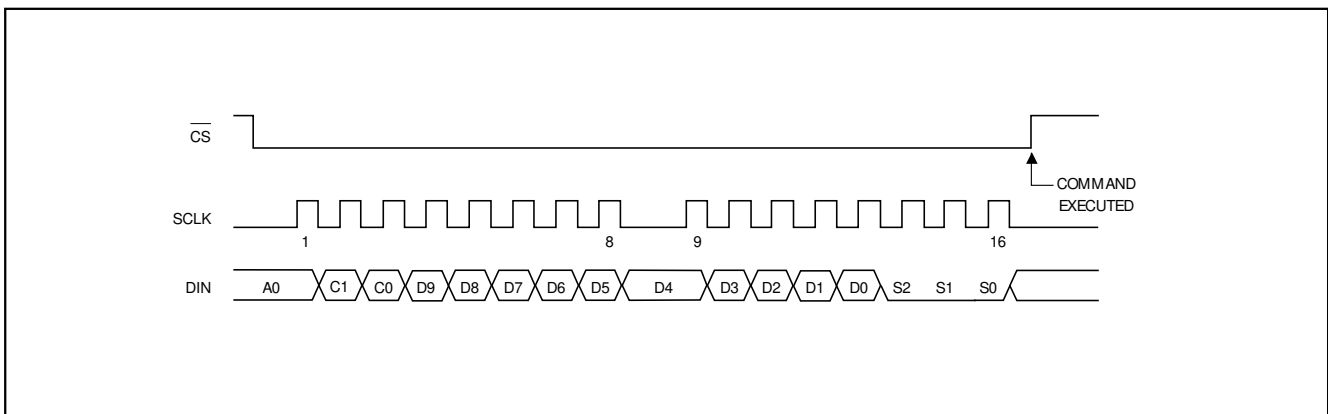 CS
COMMAND
EXECUTED
SCLK
1 8 9 16
DIN A0 C1 C0 D9 D8 D7 D6 D5 D4 D3 D2 D1 D0 S2 S1 S0